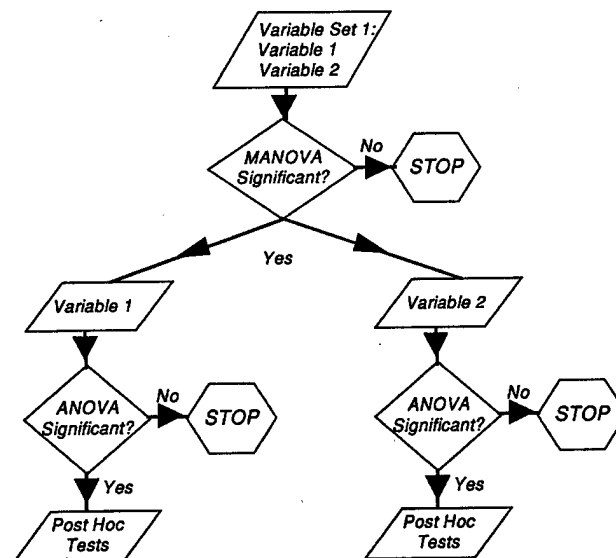 Variable Set 1:
Variable 1
Variable 2
MANOVA
Significant?
No
STOP
Yes
Variable 1
Variable 2
ANOVA
Significant?
No
STOP
ANOVA
Significant?
No
STOP
Yes
Yes
Post Hoc
Tests
Post Hoc
Tests